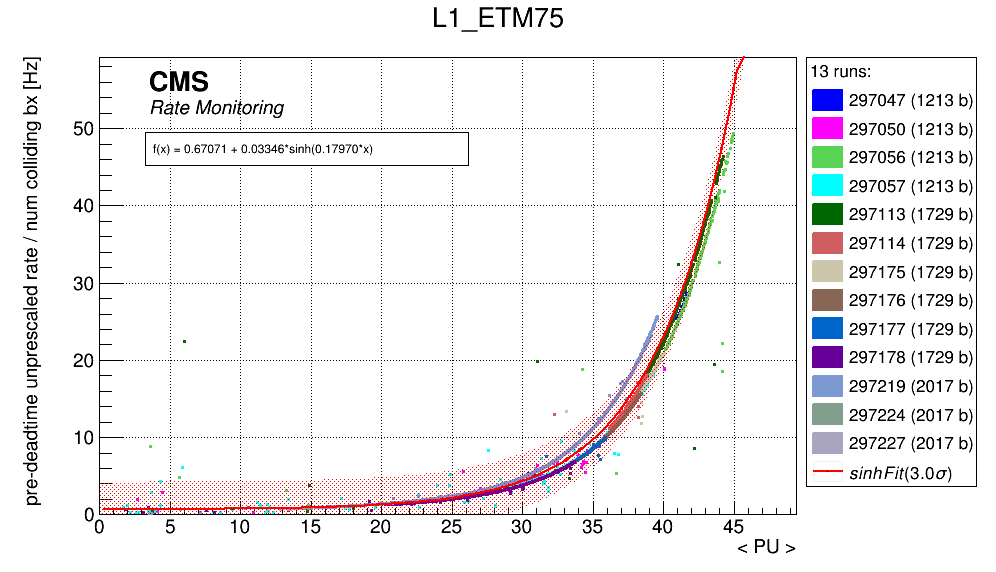 L1_ETM75
pre-deadtime unprescaled rate / num colliding bx [Hz]
CMS
Rate Monitoring
f(x) = 0.67071 + 0.03346*sinh(0.17970*x)
50
40
30
20
10
0
0 5 10 15 20 25 30 35 40 45
< PU >
13 runs:
297047 (1213 b)
297050 (1213 b)
297056 (1213 b)
297057 (1213 b)
297113 (1729 b)
297114 (1729 b)
297175 (1729 b)
297176 (1729 b)
297177 (1729 b)
297178 (1729 b)
297219 (2017 b)
297224 (2017 b)
297227 (2017 b)
sinhFit(3.0σ)